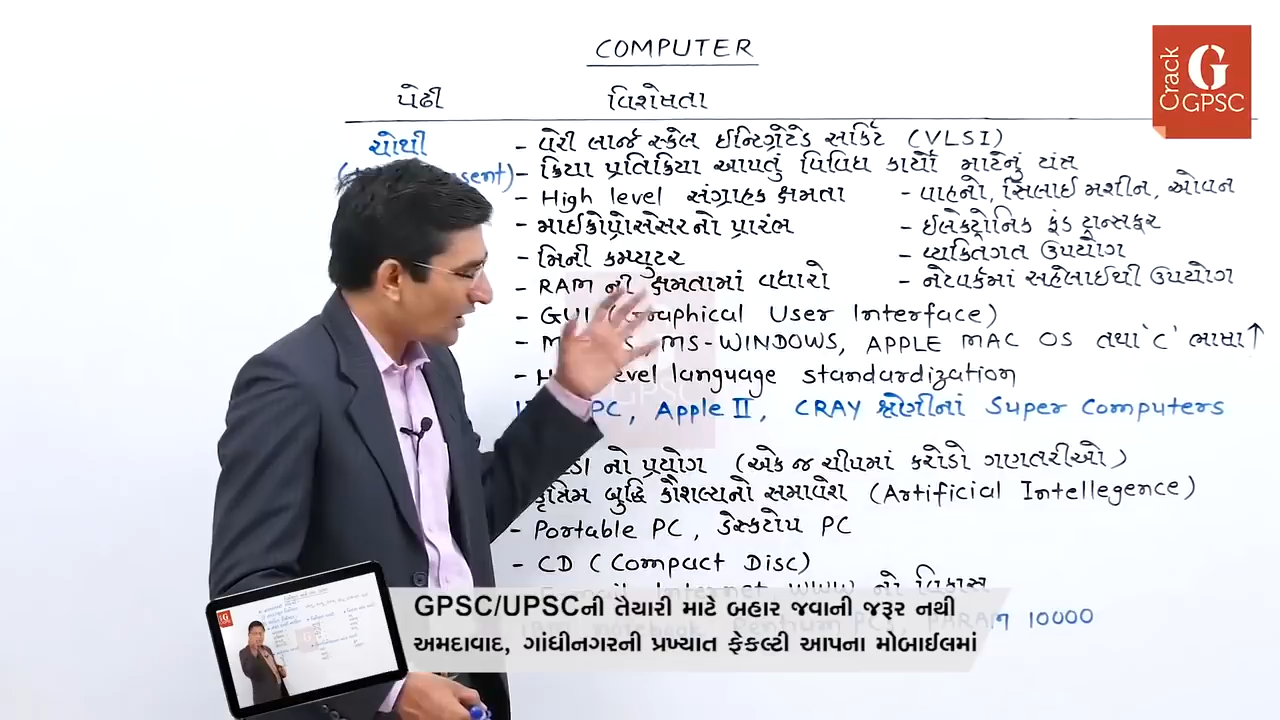 COMPUTER
Crack
G
GPSC
પેઢી વિશેષતા
ચોથી - વેરી લાર્જ સ્કેલ ઈન્ટિગ્રેટેડ સર્કિટ (VLSI)
- ક્રિયા પ્રતિક્રિયા આપતું વિવિધ કાર્યો માટેનું યંત્ર
- High level સંગ્રાહક ક્ષમતા - વાહનો, સિલાઈ મશીન, ઓવન
- માઈક્રોપ્રોસેસરનો પ્રારંભ - ઈલેક્ટ્રોનિક ફંડ ટ્રાન્સફર
- મિની કમ્પ્યુટર - વ્યક્તિગત ઉપયોગ
- RAM ની ક્ષમતામાં વધારો - નેટવર્કમાં સહેલાઈથી ઉપયોગ
- GUI (Graphical User Interface)
- MS-WINDOWS, APPLE MAC OS તથા 'C' ભાષા↑
- level language standardization
PC, Apple II, CRAY શ્રેણીનાં Super Computers
નો પ્રયોગ (એક જ ચીપમાં કરોડો ગણતરીઓ)
કૃત્રિમ બુદ્ધિ કૌશલ્યનો સમાવેશ (Artificial Intellegence)
- Portable PC, ડેસ્કટોપ PC
- CD (Compact Disc)
Internet, WWW નો વિકાસ
10000
GPSC/UPSCની તૈયારી માટે બહાર જવાની જરૂર નથી
અમદાવાદ, ગાંધીનગરની પ્રખ્યાત ફેકલ્ટી આપના મોબાઈલમાં